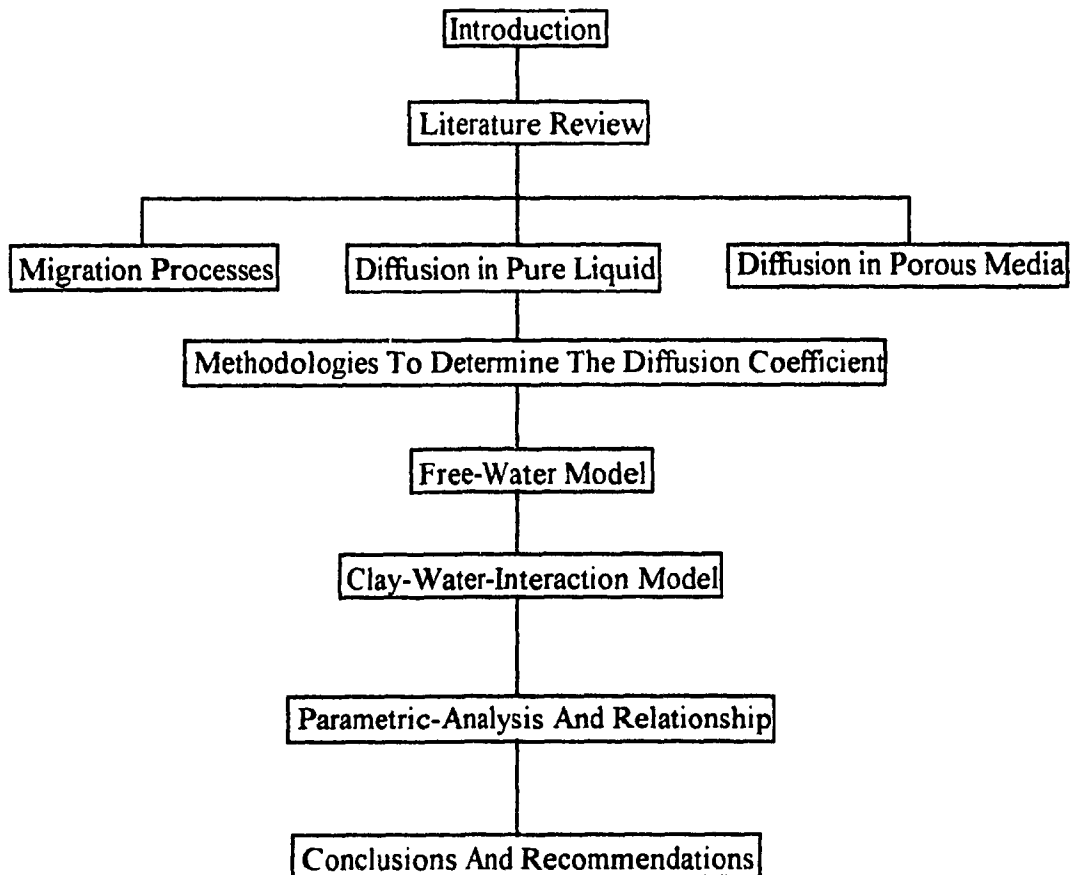 Introduction
Literature Review
Migration Processes
Diffusion in Pure Liquid
Diffusion in Porous Media
Methodologies To Determine The Diffusion Coefficient
Free-Water Model
Clay-Water-Interaction Model
Parametric-Analysis And Relationship
Conclusions And Recommendations